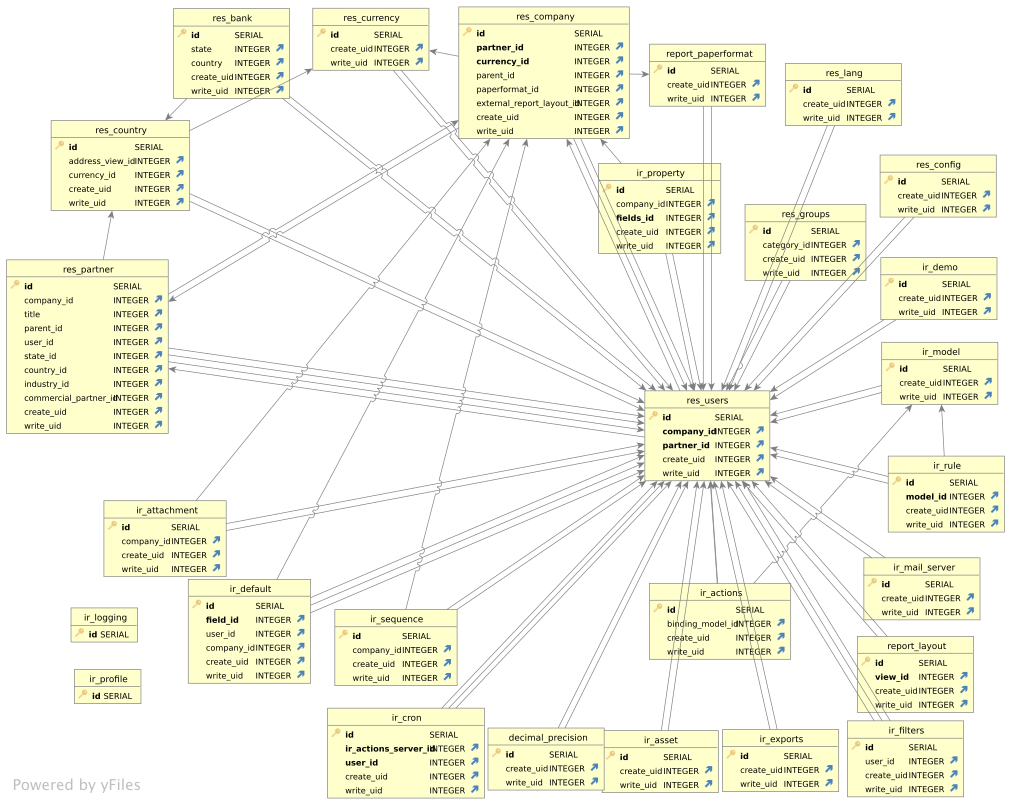 res_bank
id SERIAL
state INTEGER
country INTEGER
create_uid INTEGER
write_uid INTEGER
res_currency
id SERIAL
create_uid INTEGER
write_uid INTEGER
res_company
id SERIAL
partner_id INTEGER
currency_id INTEGER
parent_id INTEGER
paperformat_id INTEGER
external_report_layout_id INTEGER
create_uid INTEGER
write_uid INTEGER
report_paperformat
id SERIAL
create_uid INTEGER
write_uid INTEGER
res_lang
id SERIAL
create_uid INTEGER
write_uid INTEGER
res_country
id SERIAL
address_view_id INTEGER
currency_id INTEGER
create_uid INTEGER
write_uid INTEGER
ir_property
id SERIAL
company_id INTEGER
fields_id INTEGER
create_uid INTEGER
write_uid INTEGER
res_config
id SERIAL
create_uid INTEGER
write_uid INTEGER
res_groups
id SERIAL
category_id INTEGER
create_uid INTEGER
write_uid INTEGER
res_partner
id SERIAL
company_id INTEGER
title INTEGER
parent_id INTEGER
user_id INTEGER
state_id INTEGER
country_id INTEGER
industry_id INTEGER
commercial_partner_id INTEGER
create_uid INTEGER
write_uid INTEGER
ir_demo
id SERIAL
create_uid INTEGER
write_uid INTEGER
ir_model
id SERIAL
create_uid INTEGER
write_uid INTEGER
res_users
id SERIAL
company_id INTEGER
partner_id INTEGER
create_uid INTEGER
write_uid INTEGER
ir_rule
id SERIAL
model_id INTEGER
create_uid INTEGER
write_uid INTEGER
ir_attachment
id SERIAL
company_id INTEGER
create_uid INTEGER
write_uid INTEGER
ir_mail_server
id SERIAL
create_uid INTEGER
write_uid INTEGER
ir_default
id SERIAL
field_id INTEGER
user_id INTEGER
company_id INTEGER
create_uid INTEGER
write_uid INTEGER
ir_actions
id SERIAL
binding_model_id INTEGER
create_uid INTEGER
write_uid INTEGER
ir_logging
id SERIAL
ir_sequence
id SERIAL
company_id INTEGER
create_uid INTEGER
write_uid INTEGER
report_layout
id SERIAL
view_id INTEGER
create_uid INTEGER
write_uid INTEGER
ir_profile
id SERIAL
ir_cron
id SERIAL
ir_actions_server_id INTEGER
user_id INTEGER
create_uid INTEGER
write_uid INTEGER
decimal_precision
id SERIAL
create_uid INTEGER
write_uid INTEGER
ir_asset
id SERIAL
create_uid INTEGER
write_uid INTEGER
ir_exports
id SERIAL
create_uid INTEGER
write_uid INTEGER
ir_filters
id SERIAL
user_id INTEGER
create_uid INTEGER
write_uid INTEGER
Powered by yFiles